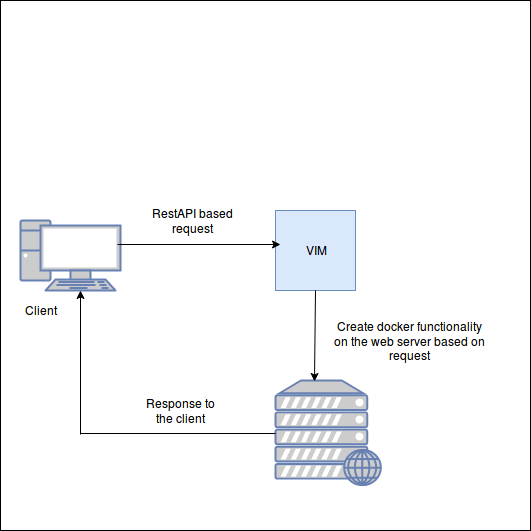 RestAPI based
request
VIM
Client
Create docker functionality
on the web server based on
request
Response to
the client